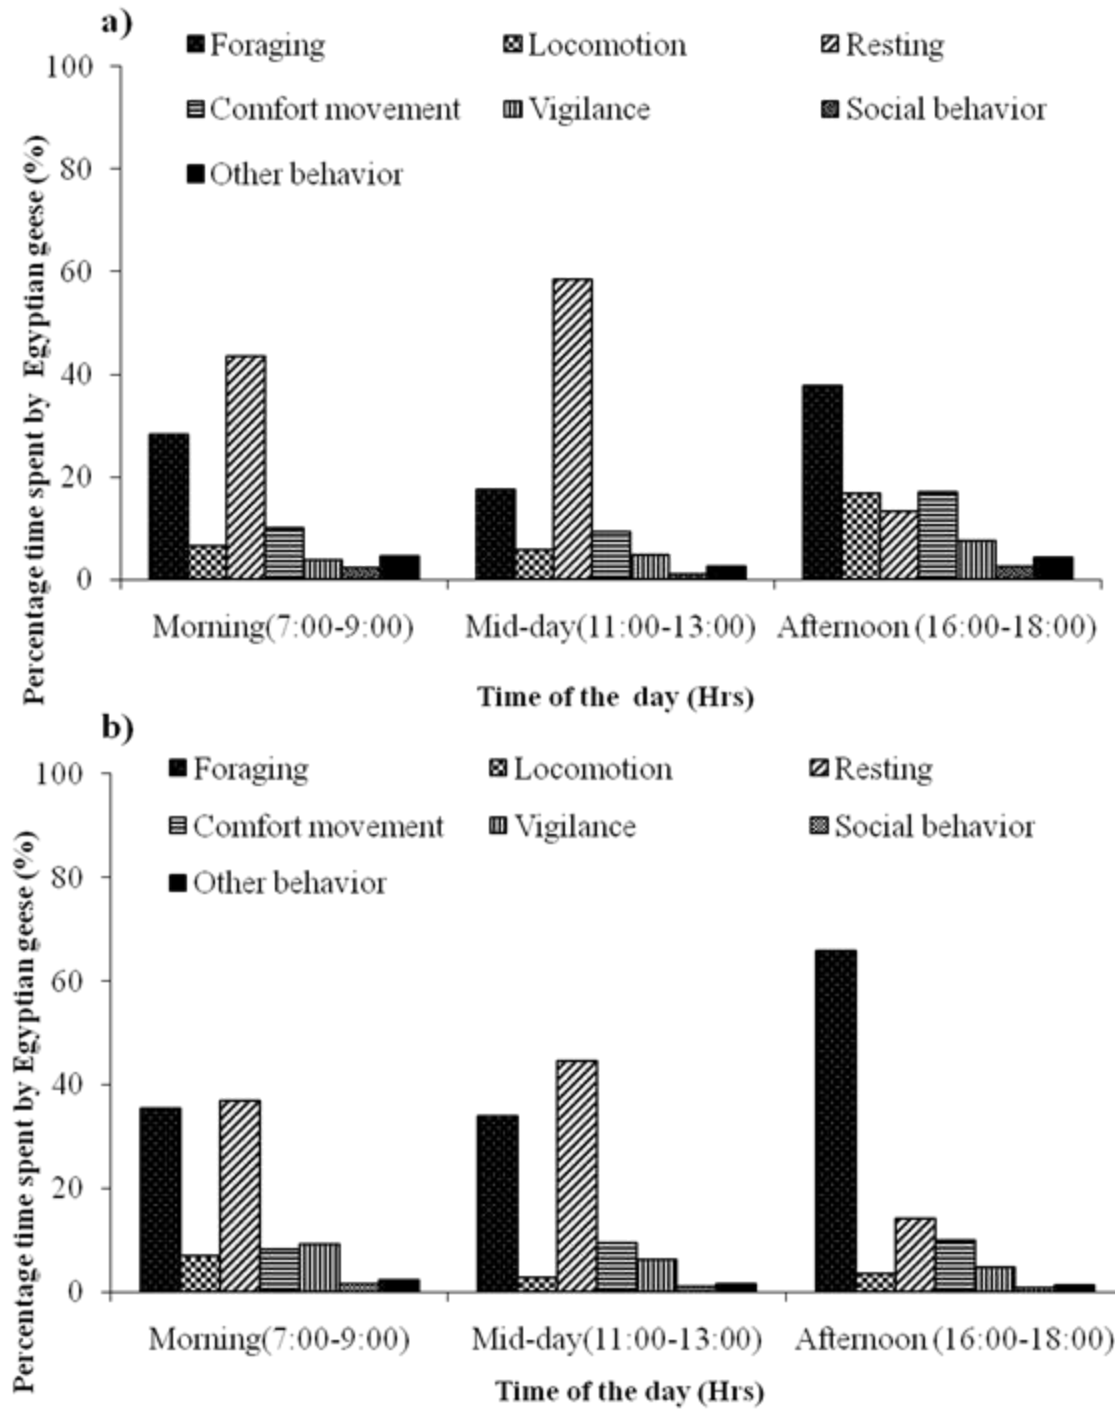 a)
Foraging Locomotion Resting
Comfort movement Vigilance Social behavior
Other behavior
Percentage time spent by Egyptian geese (%)
100
80
60
40
20
0
Morning(7:00-9:00) Mid-day(11:00-13:00) Afternoon (16:00-18:00)
Time of the day (Hrs)
b)
Foraging Locomotion Resting
Comfort movement Vigilance Social behavior
Other behavior
Percentage time spent by Egyptian geese (%)
100
80
60
40
20
0
Morning(7:00-9:00) Mid-day(11:00-13:00) Afternoon (16:00-18:00)
Time of the day (Hrs)